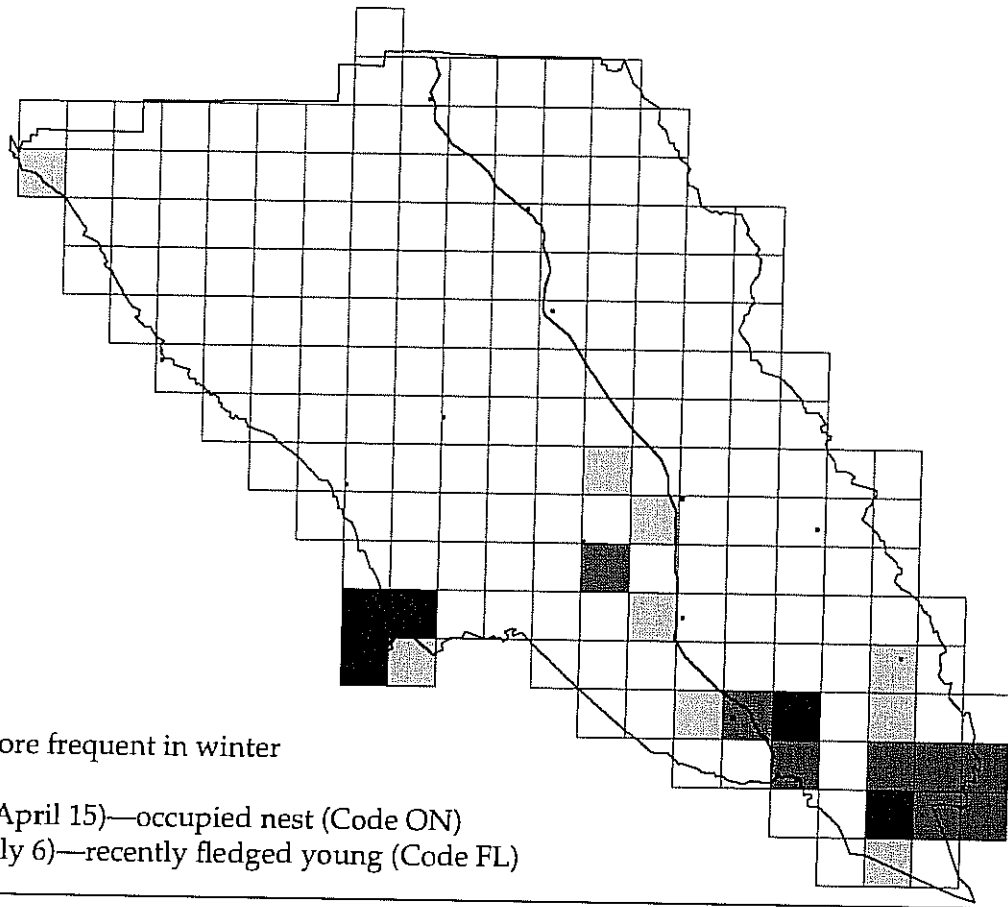 ore frequent in winter
April 15)—occupied nest (Code ON)
ly 6)—recently fledged young (Code FL)